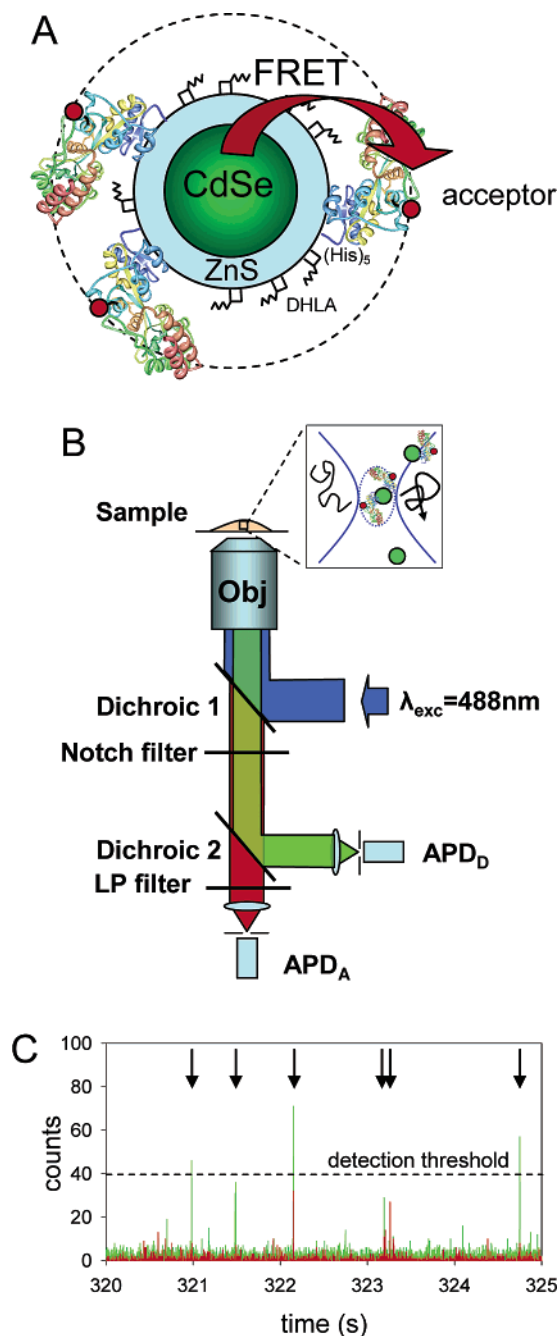 A
FRET
CdSe
acceptor
ZnS
(His)5
DHLA
B
Sample
Obj
Dichroic 1
λexc=488nm
Notch filter
Dichroic 2
APDD
LP filter
APDA
C
100
80
counts
60
detection threshold
40
20
0
320 321 322 323 324 325
time (s)